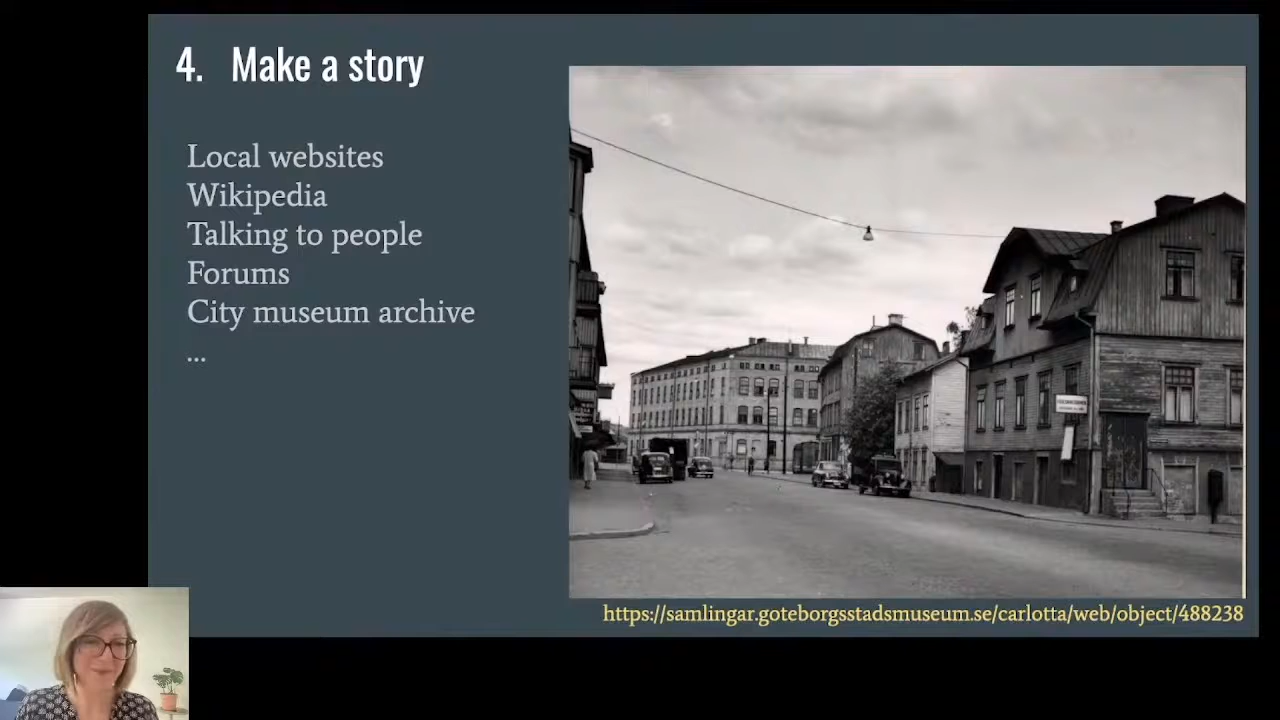 4. Make a story
Local websites
Wikipedia
Talking to people
Forums
City museum archive
...
https://samlingar.goteborgsstadsmuseum.se/carlotta/web/object/488238